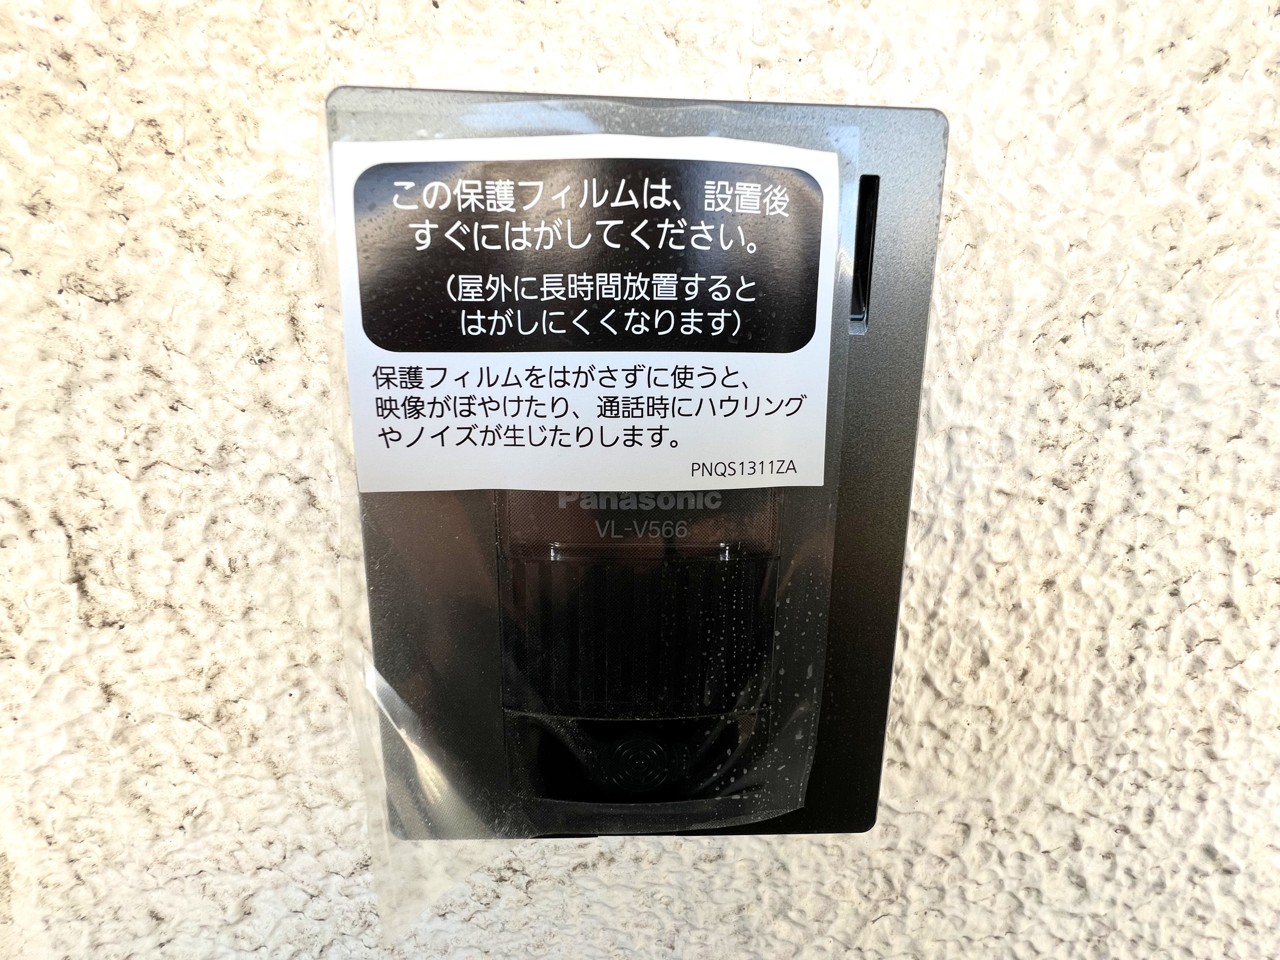 この保護フィルムは、設置後
すぐにはがしてください。
（屋外に長時間放置すると
はがしにくくなります）
保護フィルムをはがさずに使うと、
映像がぼやけたり、通話時にハウリング
やノイズが生じたりします。
PNQS1311ZA
Panasonic
VL-V566